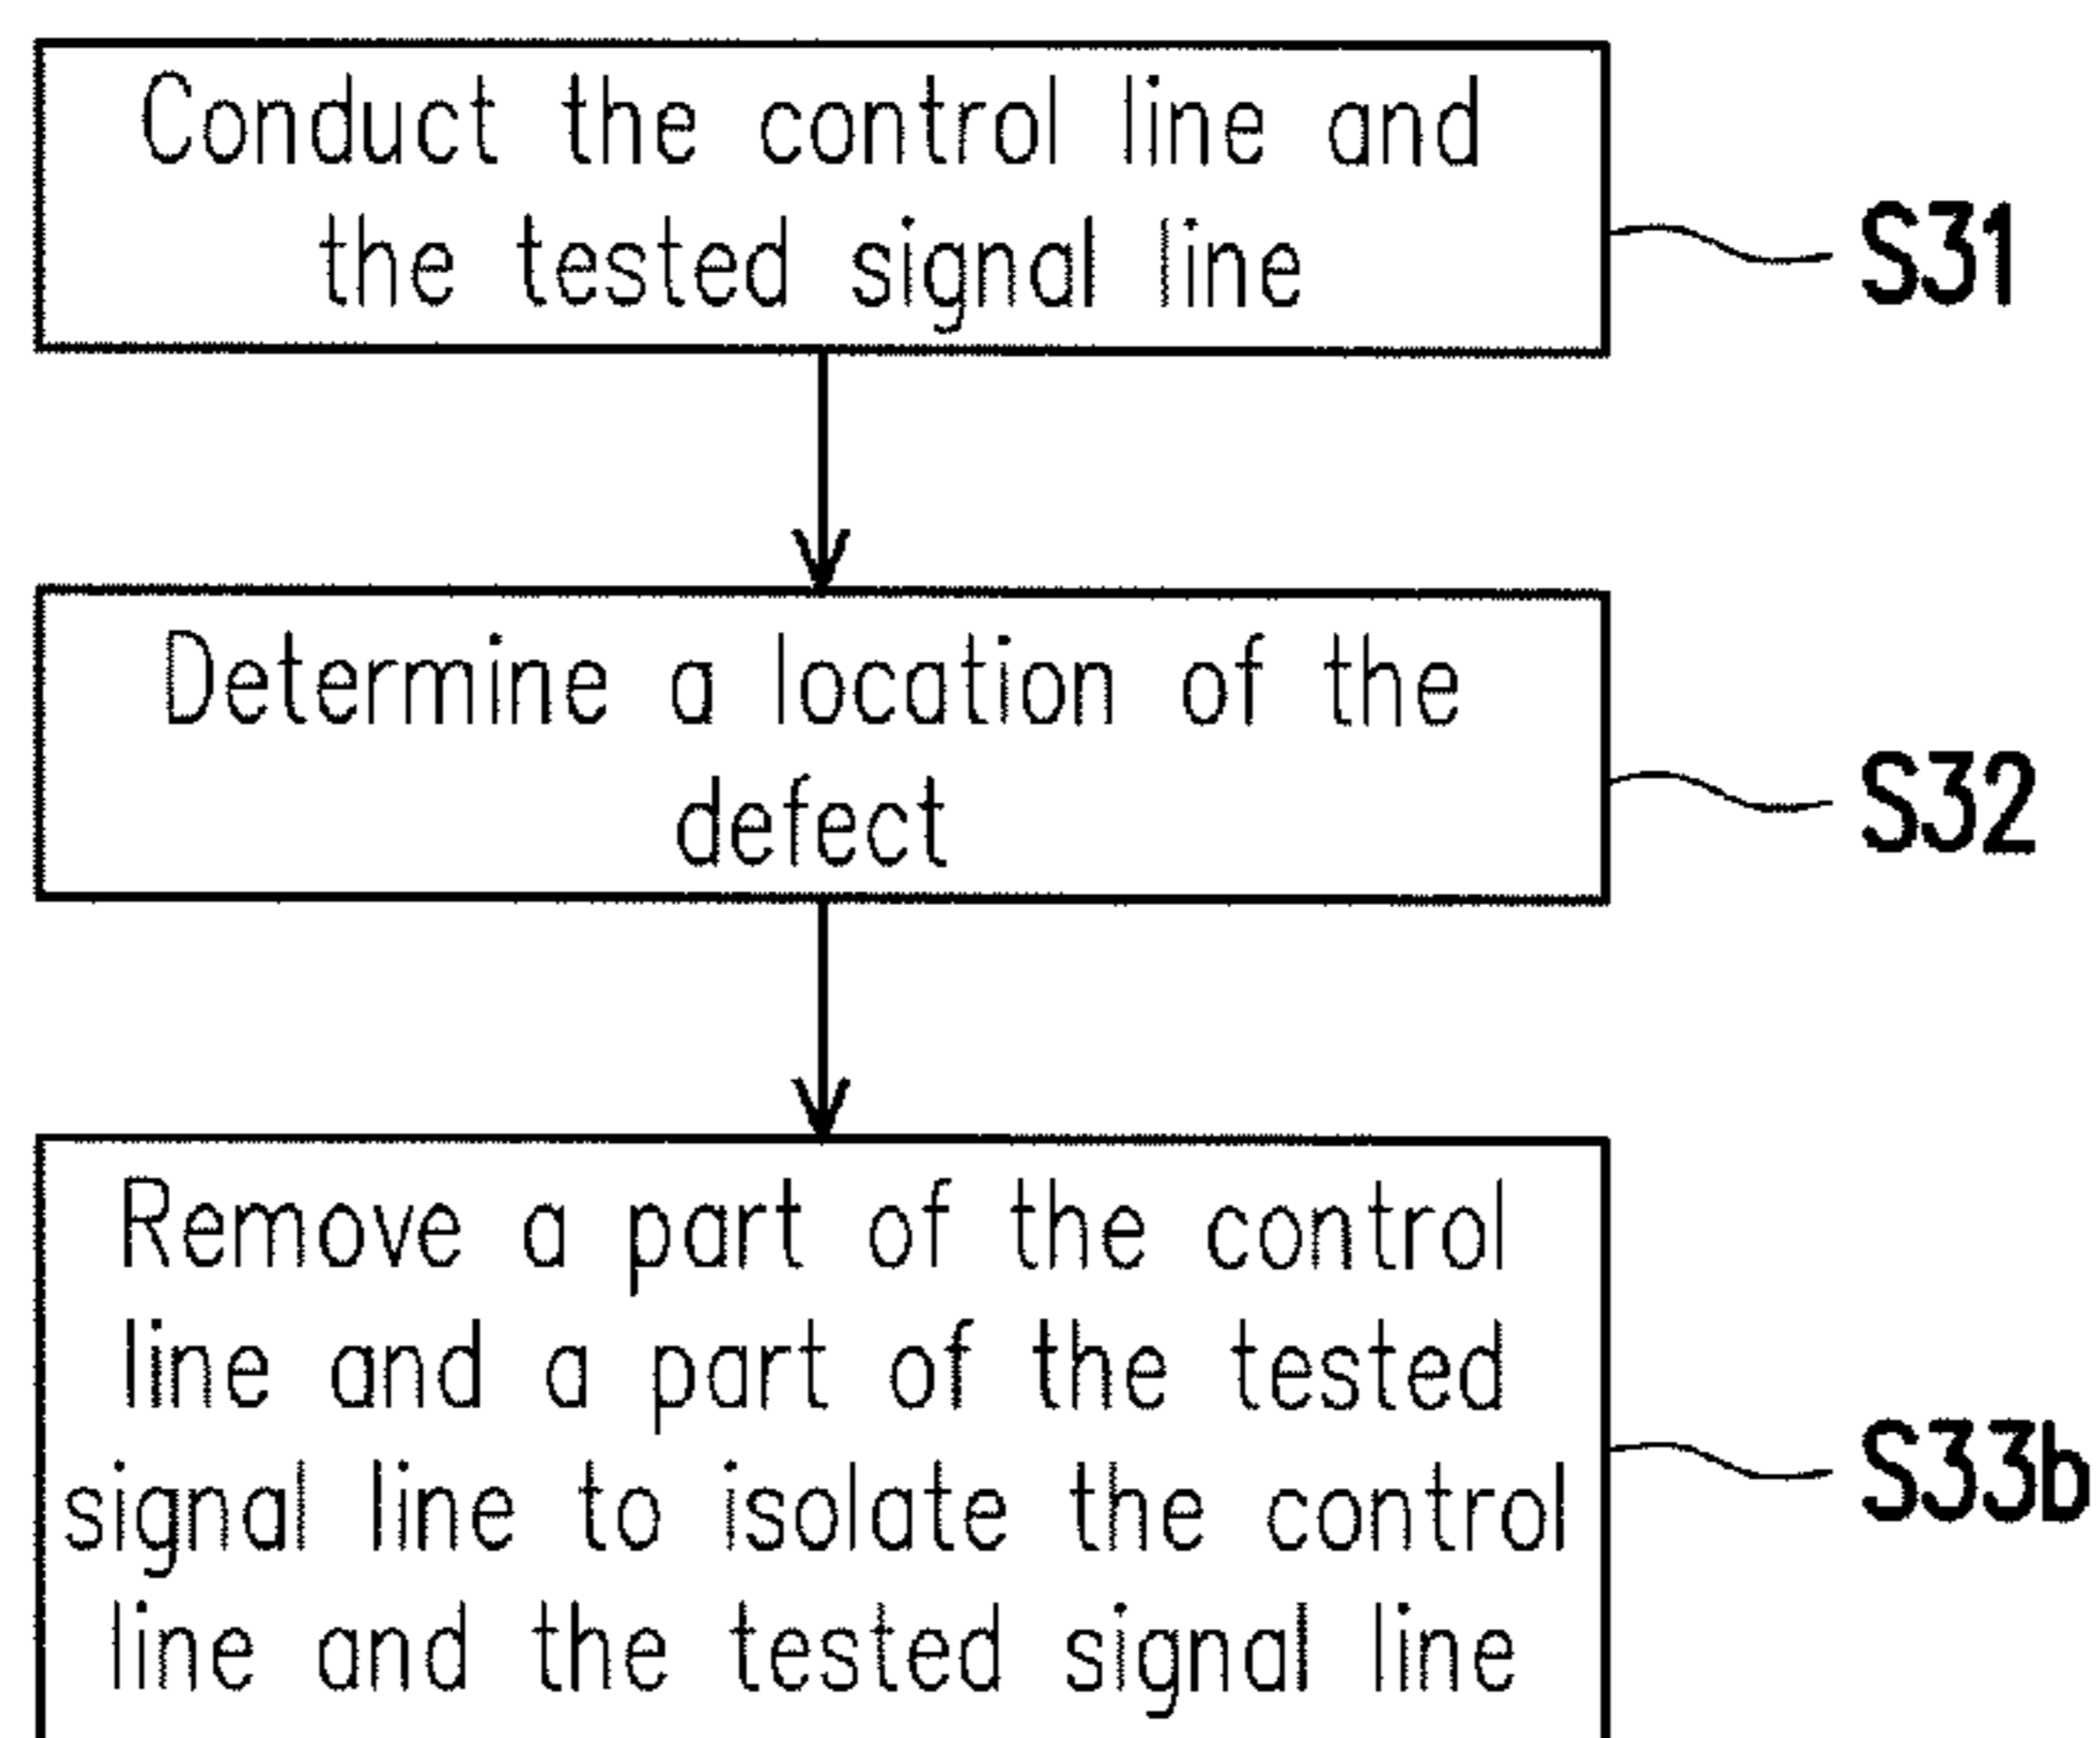 Conduct the control line and
the tested signal line
S31
Determine a location of the
defect
S32
Remove a part of the control
line and a part of the tested
signal line to isolate the control
line and the tested signal line
S33b